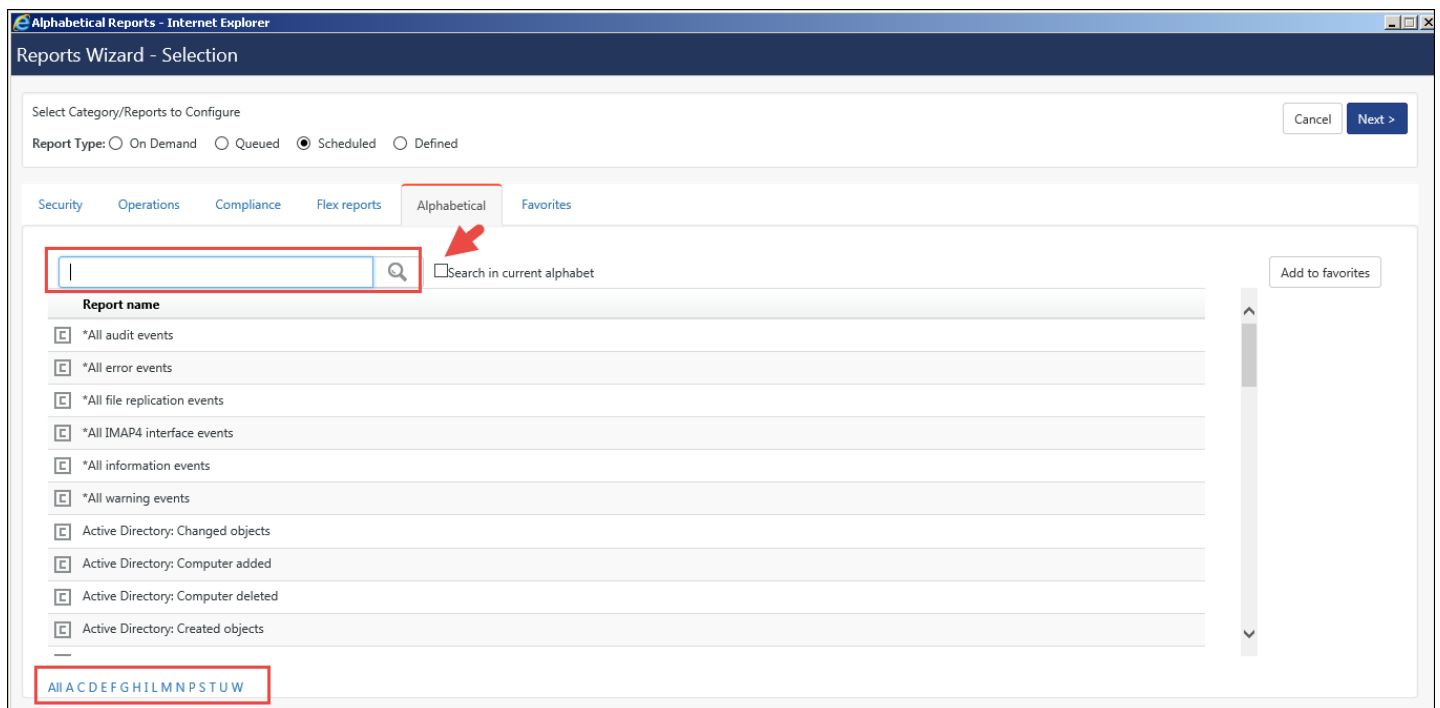 Alphabetical Reports - Internet Explorer
Reports Wizard - Selection
Select Category/Reports to Configure
Cancel Next >
Report Type: On Demand Queued Scheduled Defined
Security Operations Compliance Flex reports Alphabetical Favorites
Search in current alphabet Add to favorites
Report name
*All audit events
*All error events
*All file replication events
*All IMAP4 interface events
*All information events
*All warning events
Active Directory: Changed objects
Active Directory: Computer added
Active Directory: Computer deleted
Active Directory: Created objects
All A C D E F G H I L M N P S T U W